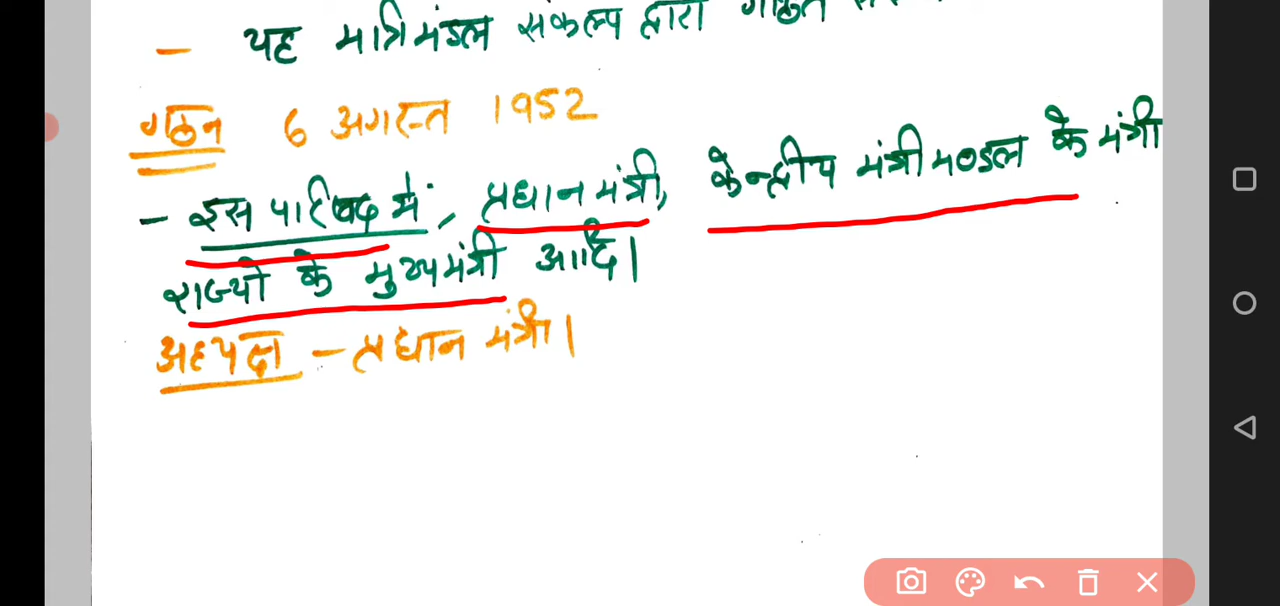 – यह मंत्रिमंडल संकल्प द्वारा गठित
गठन 6 अगस्त 1952
– इस परिषद में, प्रधानमंत्री, केन्द्रीय मंत्रीमण्डल के मंत्री
राज्यों के मुख्यमंत्री आदि।
अध्यक्ष – प्रधान मंत्री।